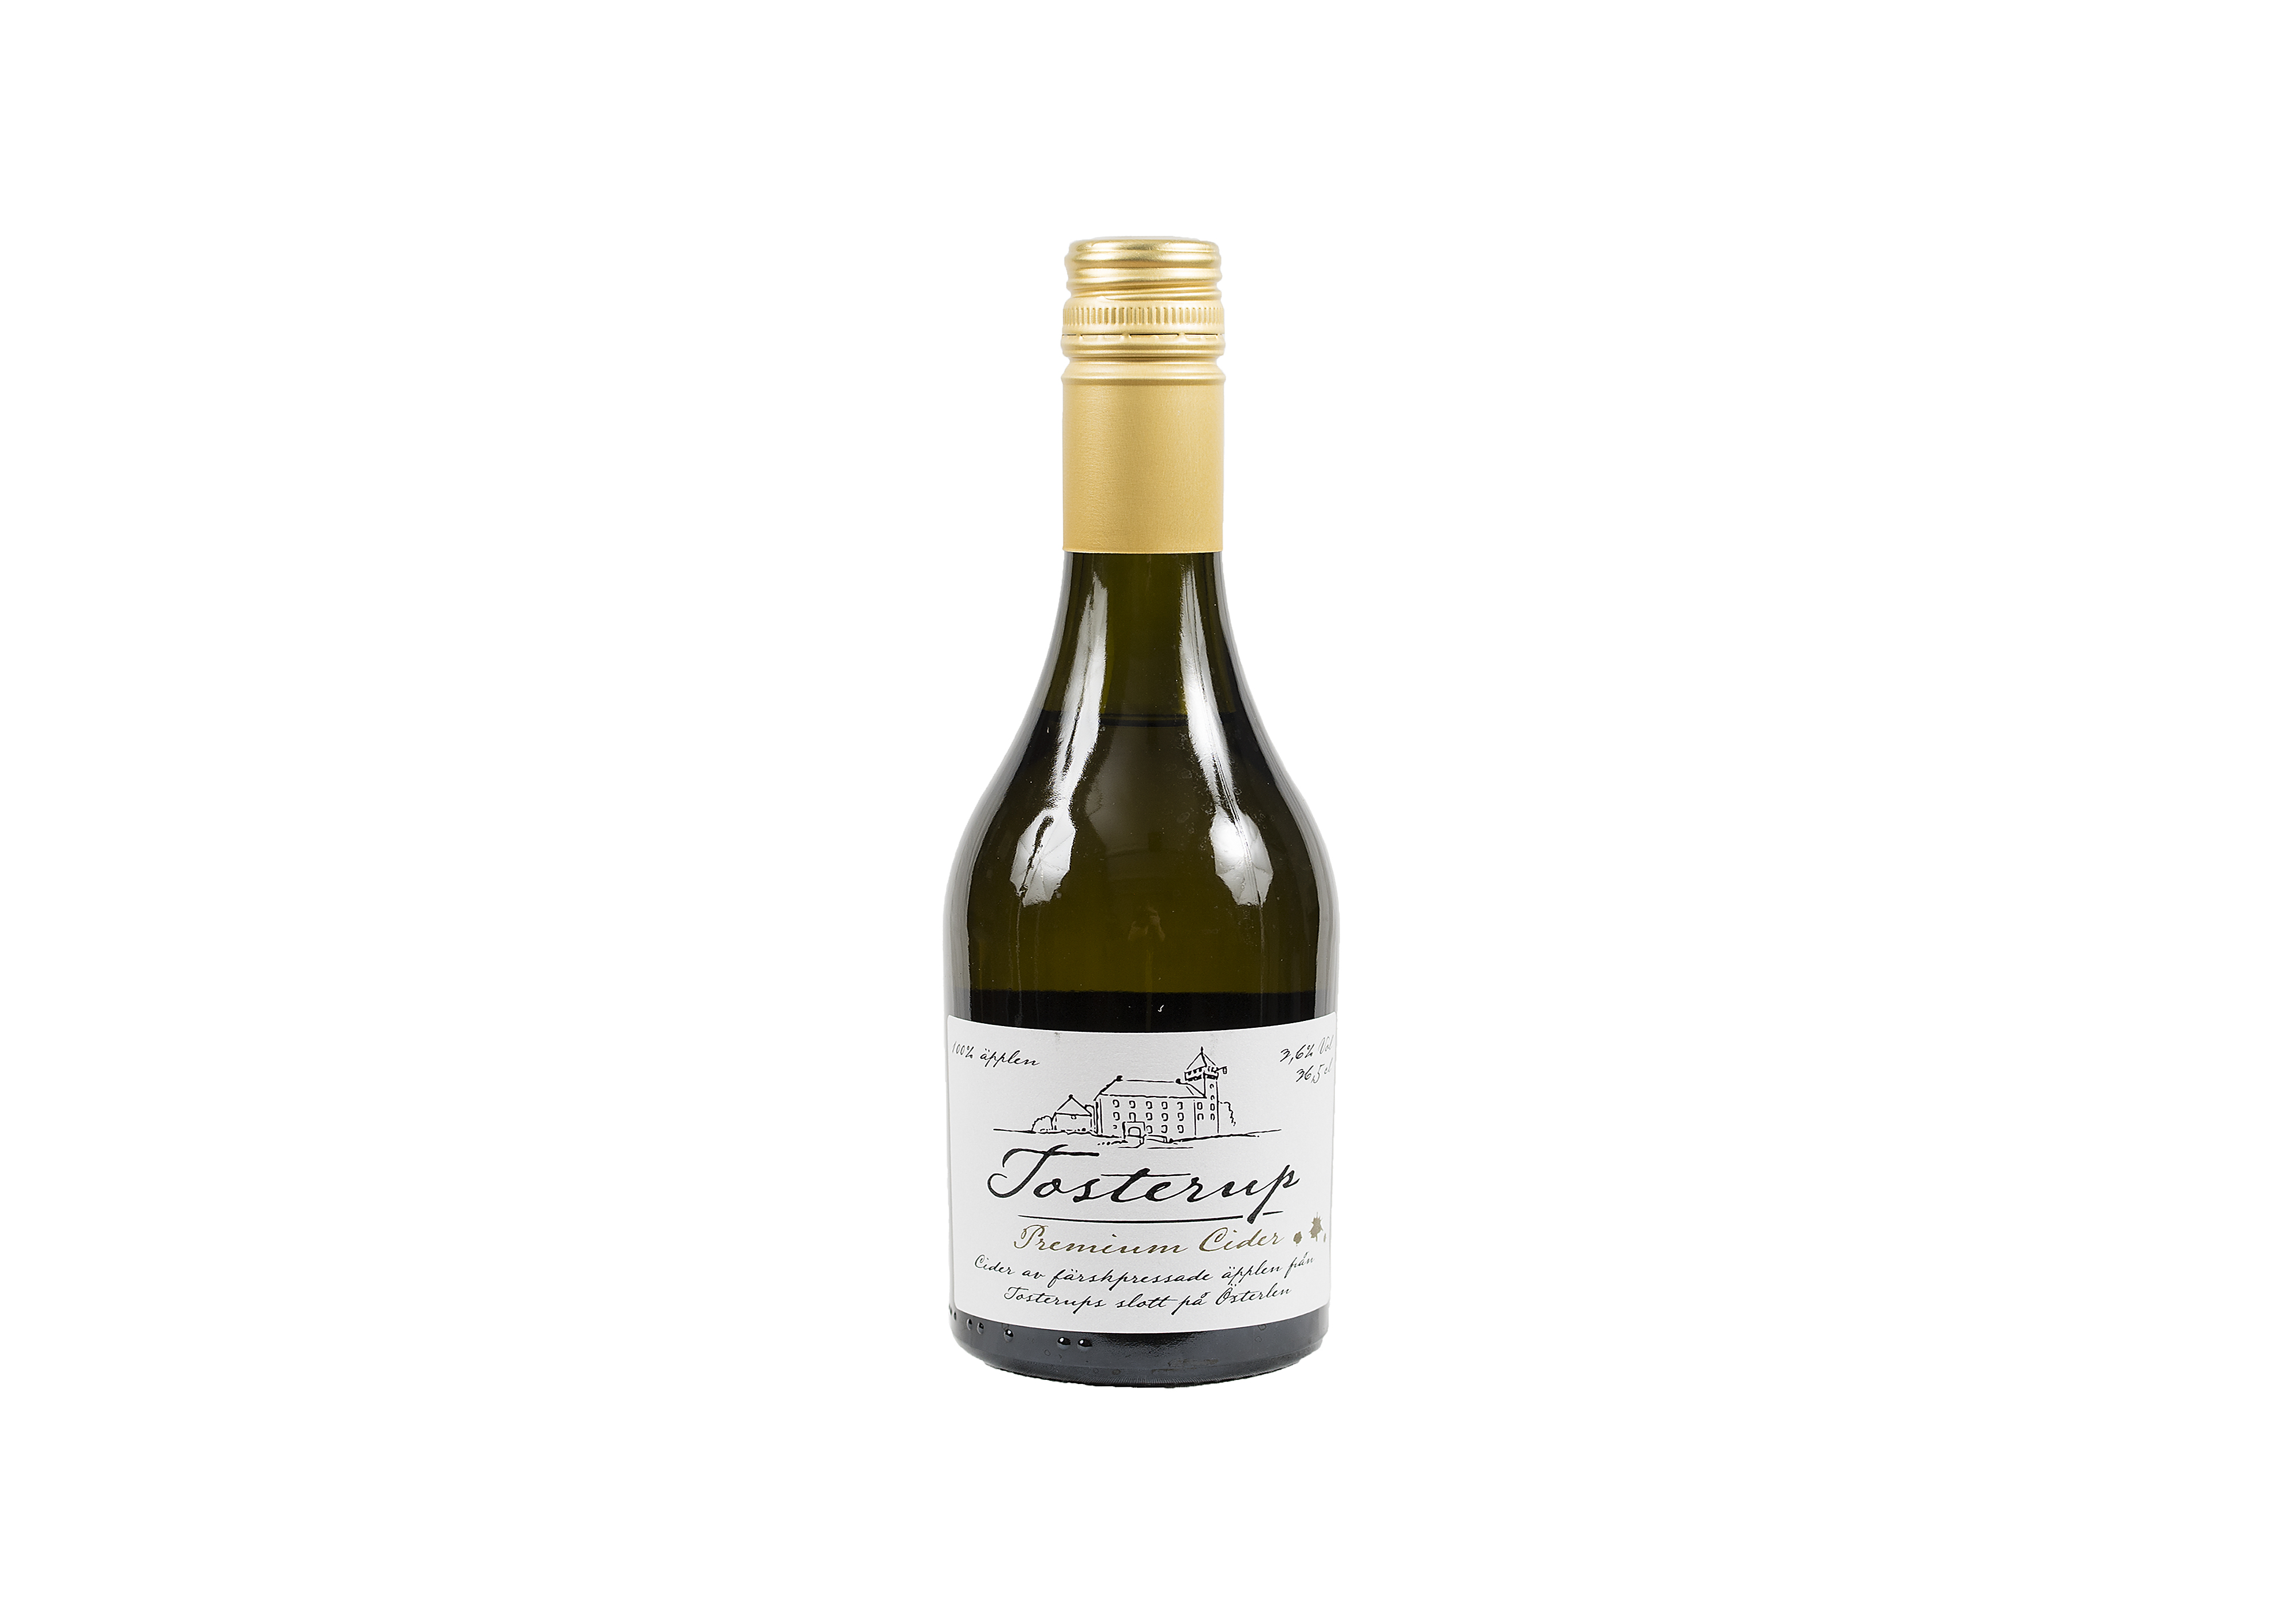 100% äpplen
3,6% Vol
36,5 cl
Tosterup
Premium Cider
Cider av färskpressade äpplen från
Tosterups slott på Österlen